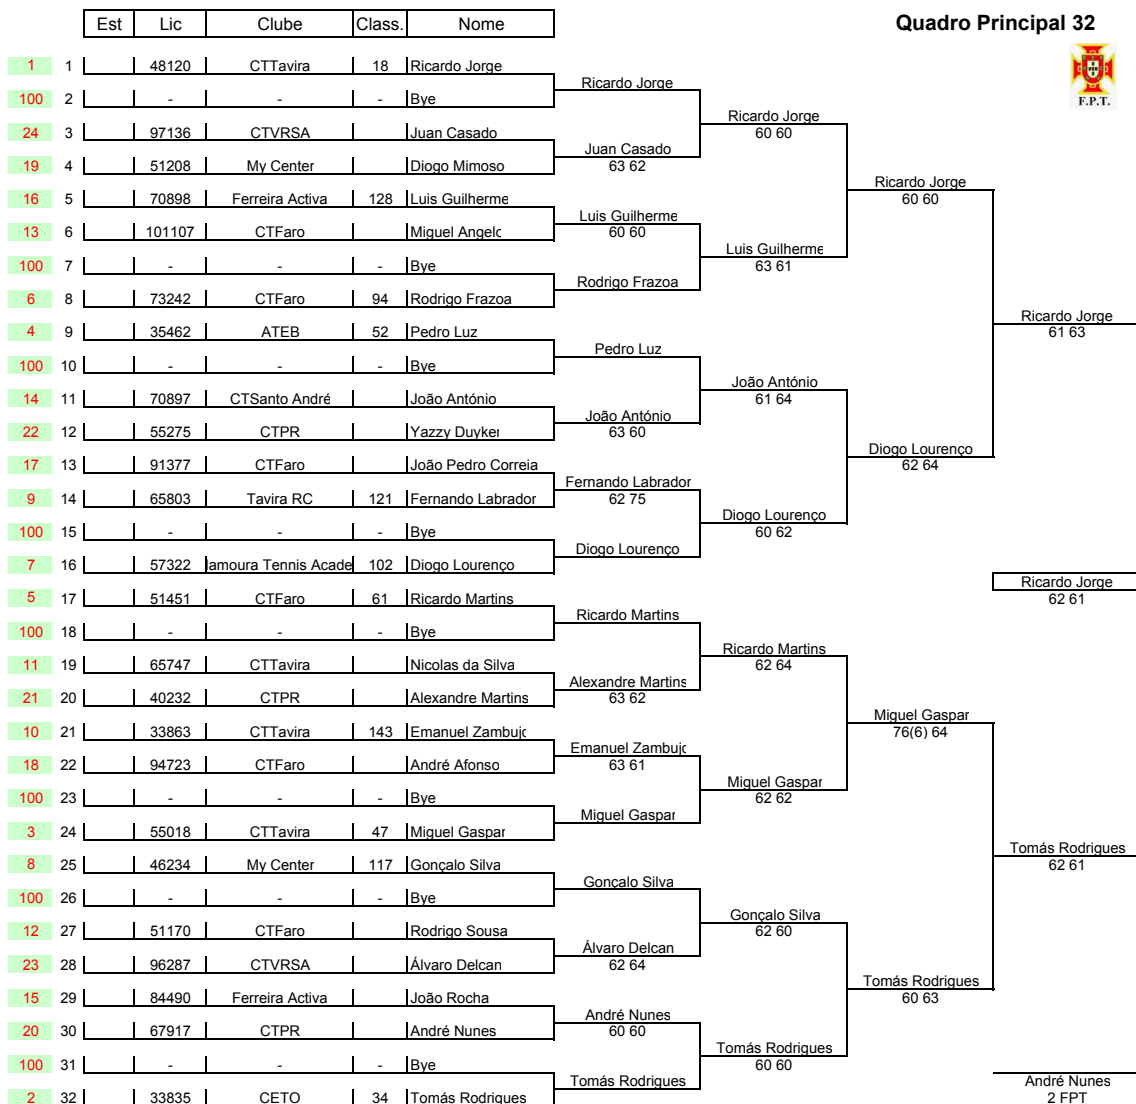 Est Lic Clube Class. Nome
Quadro Principal 32
F.P.T.
1 1 48120 CTTavira 18 Ricardo Jorge
100 2 - - - Bye
24 3 97136 CTVRSA Juan Casado
19 4 51208 My Center Diogo Mimoso
16 5 70898 Ferreira Activa 128 Luis Guilherme
13 6 101107 CTFaro Miguel Angelo
100 7 - - - Bye
6 8 73242 CTFaro 94 Rodrigo Frazoa
4 9 35462 ATEB 52 Pedro Luz
100 10 - - - Bye
14 11 70897 CTSanto André João António
22 12 55275 CTPR Yazzy Duyker
17 13 91377 CTFaro João Pedro Correia
9 14 65803 Tavira RC 121 Fernando Labrador
100 15 - - - Bye
7 16 57322 lamoura Tennis Acade 102 Diogo Lourenço
5 17 51451 CTFaro 61 Ricardo Martins
100 18 - - - Bye
11 19 65747 CTTavira Nicolas da Silva
21 20 40232 CTPR Alexandre Martins
10 21 33863 CTTavira 143 Emanuel Zambujo
18 22 94723 CTFaro André Afonso
100 23 - - - Bye
3 24 55018 CTTavira 47 Miguel Gaspar
8 25 46234 My Center 117 Gonçalo Silva
100 26 - - - Bye
12 27 51170 CTFaro Rodrigo Sousa
23 28 96287 CTVRSA Álvaro Delcan
15 29 84490 Ferreira Activa João Rocha
20 30 67917 CTPR André Nunes
100 31 - - - Bye
2 32 33835 CETO 34 Tomás Rodrigues
Ricardo Jorge
Juan Casado
63 62
Luis Guilherme
60 60
Rodrigo Frazoa
Pedro Luz
João António
63 60
Fernando Labrador
62 75
Diogo Lourenço
Ricardo Martins
Alexandre Martins
63 62
Emanuel Zambujo
63 61
Miguel Gaspar
Gonçalo Silva
Álvaro Delcan
62 64
André Nunes
60 60
Tomás Rodrigues
Ricardo Jorge
60 60
Luis Guilherme
63 61
João António
61 64
Diogo Lourenço
60 62
Ricardo Martins
62 64
Miguel Gaspar
62 62
Gonçalo Silva
62 60
Tomás Rodrigues
60 60
Ricardo Jorge
60 60
Diogo Lourenço
62 64
Miguel Gaspar
76(6) 64
Tomás Rodrigues
60 63
Ricardo Jorge
61 63
Ricardo Jorge
62 61
Tomás Rodrigues
62 61
André Nunes
2 FPT